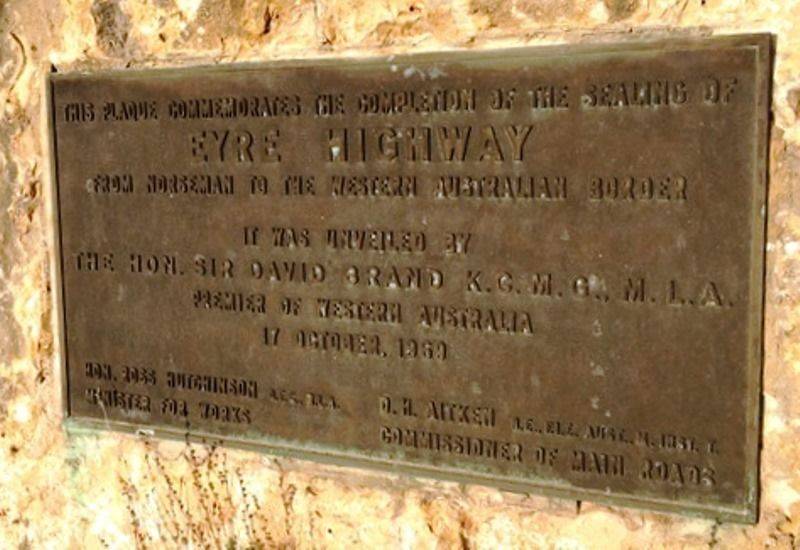 THIS PLAQUE COMMEMORATES THE COMPLETION OF THE SEALING OF
EYRE HIGHWAY
FROM NORSEMAN TO THE WESTERN AUSTRALIAN BORDER
IT WAS UNVEILED BY
THE HON. SIR DAVID BRAND K.C.M.G., M.L.A.
PREMIER OF WESTERN AUSTRALIA
17 OCTOBER, 1969
HON. ROSS HUTCHINSON M.L.A.
MINISTER FOR WORKS
D. H. AITKEN M. INST. T.
COMMISSIONER OF MAIN ROADS